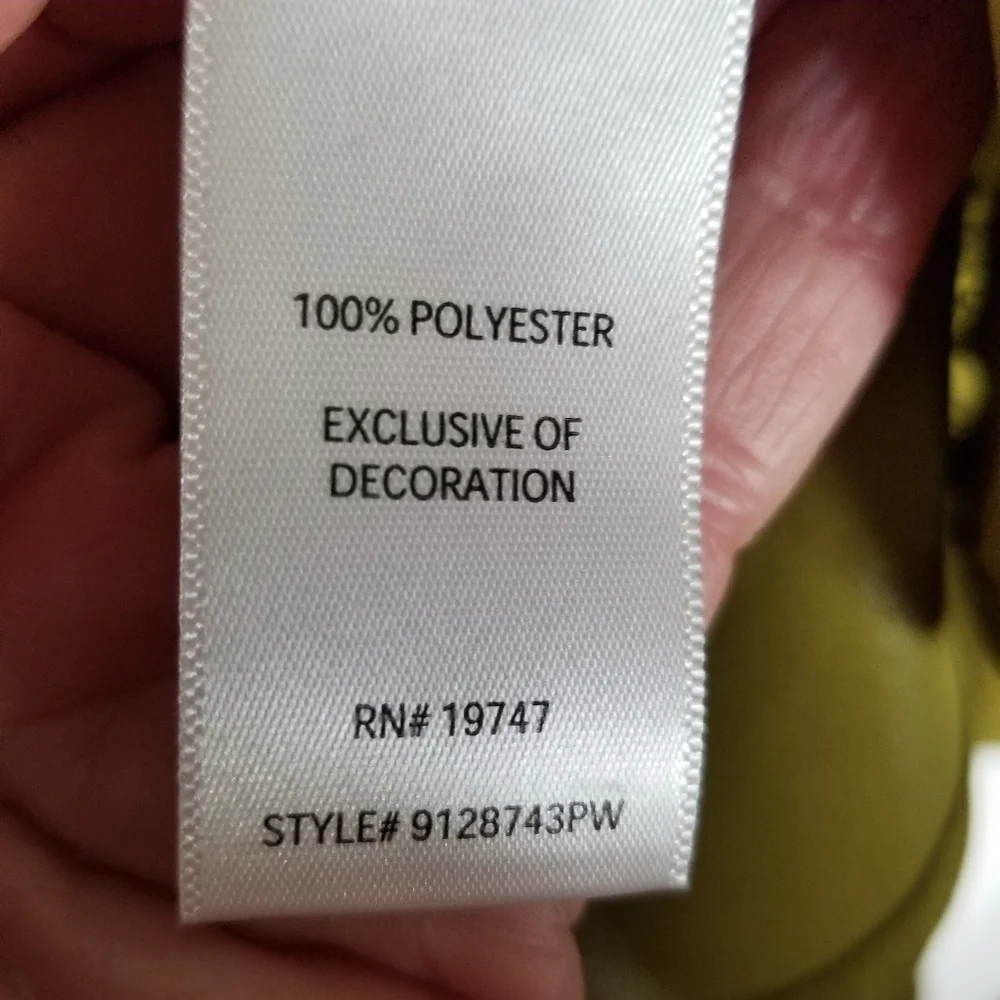 100% POLYESTER
EXCLUSIVE OF
DECORATION
RN# 19747
STYLE# 9128743PW